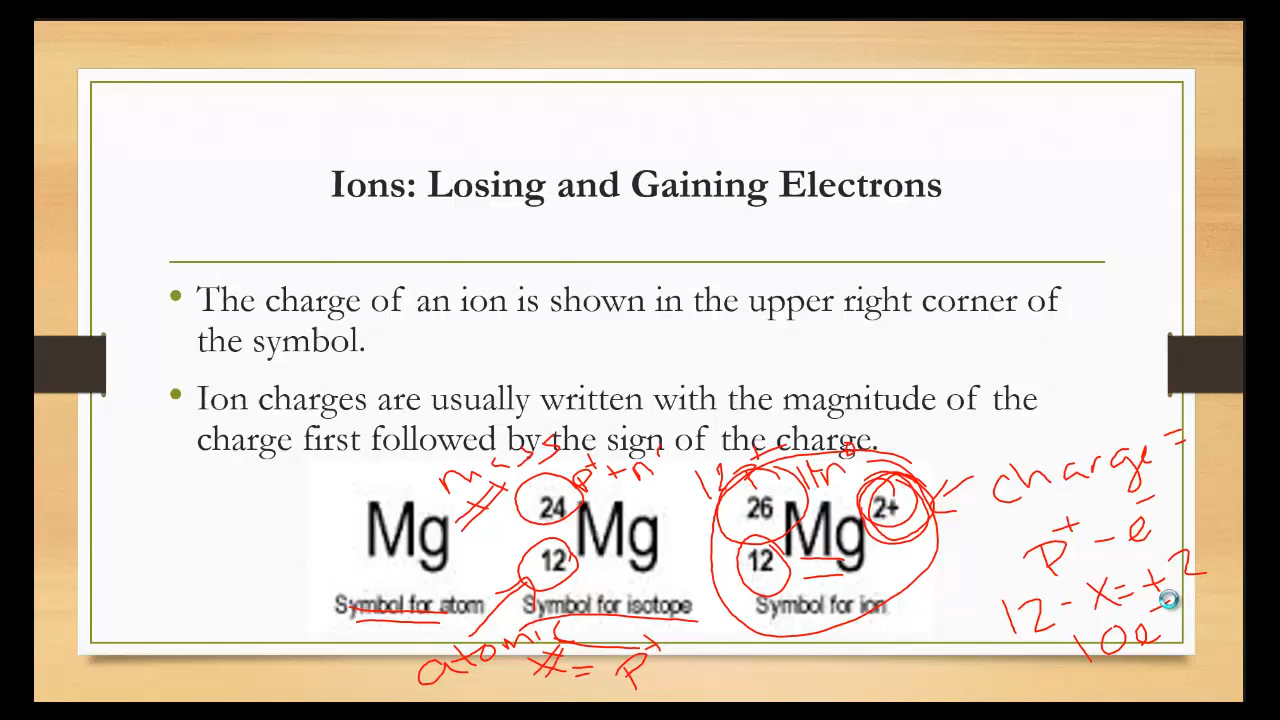 Ions: Losing and Gaining Electrons
• The charge of an ion is shown in the upper right corner of
the symbol.
• Ion charges are usually written with the magnitude of the
charge first followed by the sign of the charge.
mass
#
p⁺+n°
12p⁺
charge =
p⁺ - e⁻
12 - x = +2
10e⁻
Mg
24
12
Mg
26
12
Mg
2+
Symbol for atom
Symbol for isotope
Symbol for ion
atomic
# = p⁺